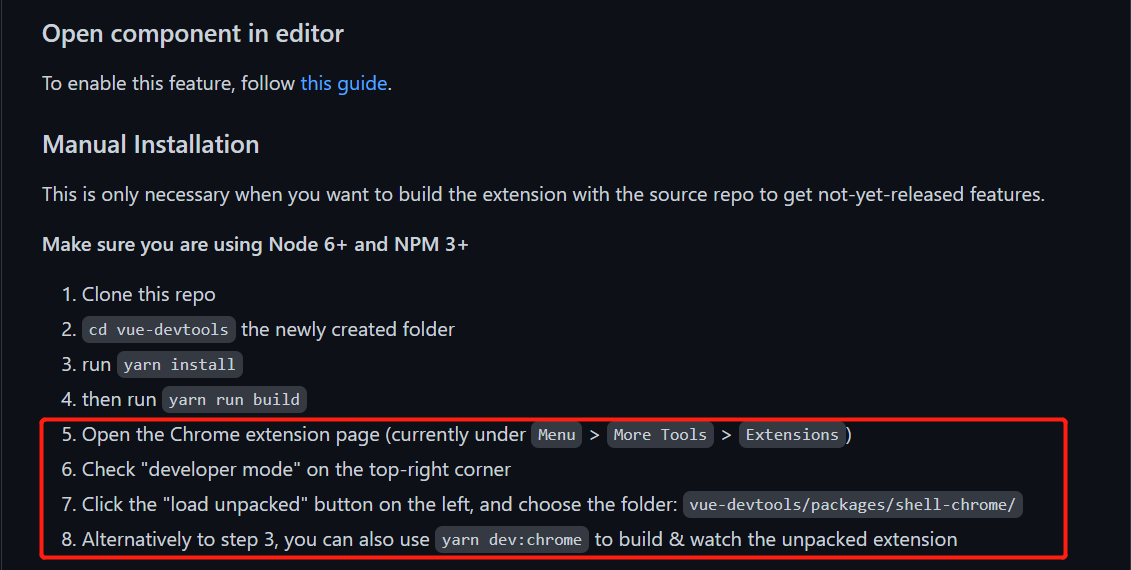 Open component in editor
To enable this feature, follow this guide.
Manual Installation
This is only necessary when you want to build the extension with the source repo to get not-yet-released features.
Make sure you are using Node 6+ and NPM 3+
1. Clone this repo
2. cd vue-devtools the newly created folder
3. run yarn install
4. then run yarn run build
5. Open the Chrome extension page (currently under Menu > More Tools > Extensions)
6. Check "developer mode" on the top-right corner
7. Click the "load unpacked" button on the left, and choose the folder: vue-devtools/packages/shell-chrome/
8. Alternatively to step 3, you can also use yarn dev:chrome to build & watch the unpacked extension